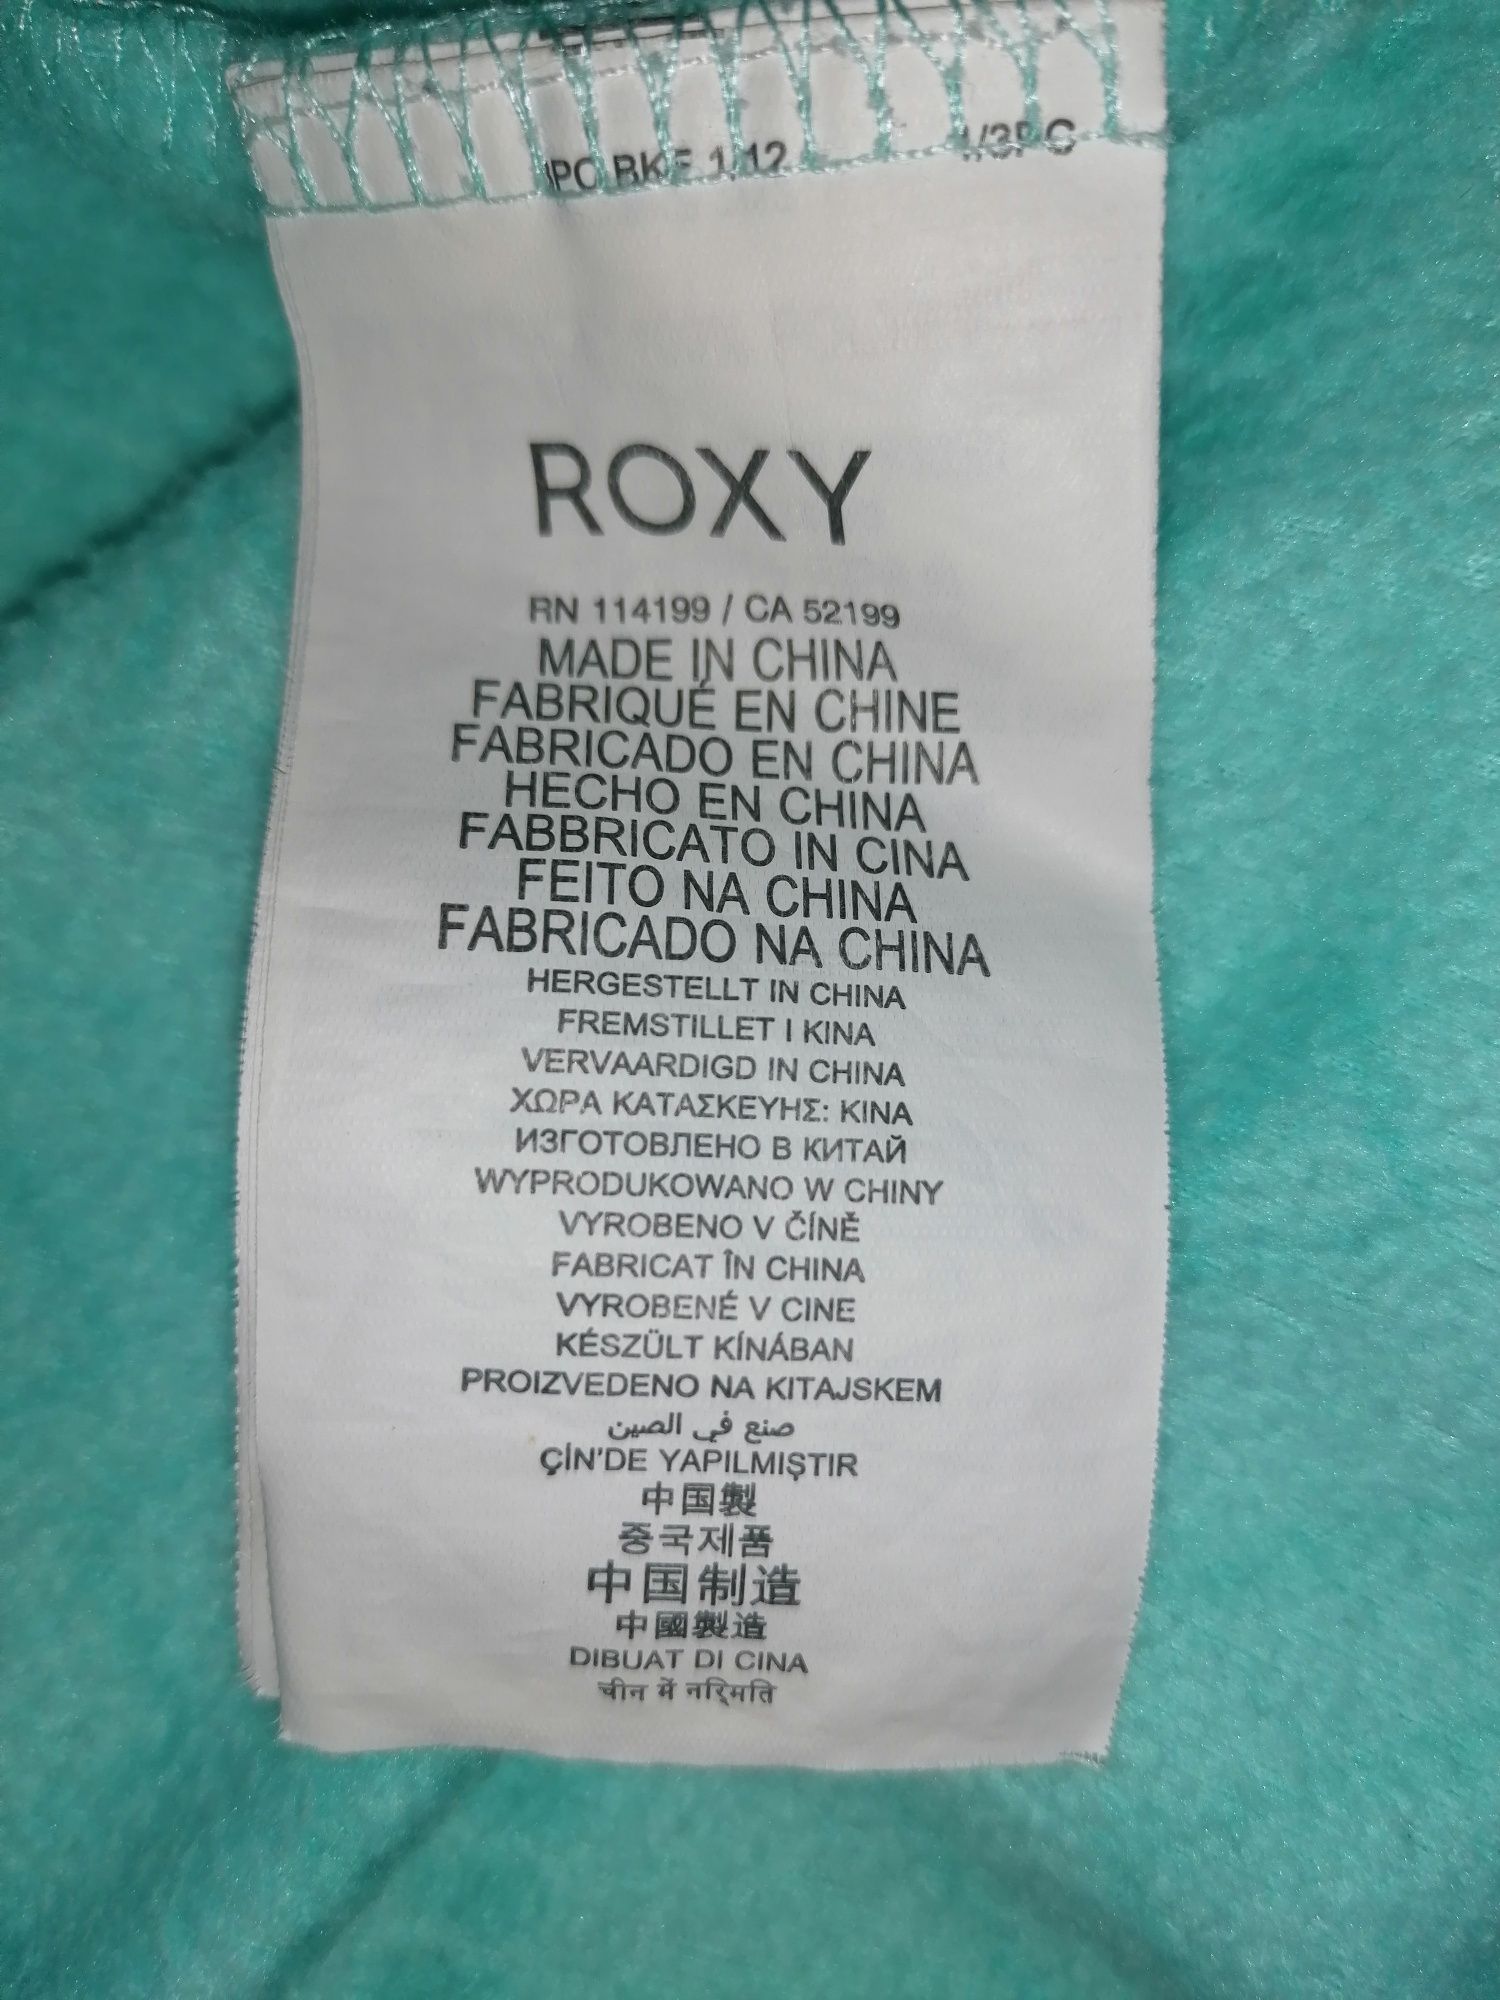 ROXY
RN 114199 / CA 52199
MADE IN CHINA
FABRIQUÉ EN CHINE
FABRICADO EN CHINA
HECHO EN CHINA
FABBRICATO IN CINA
FEITO NA CHINA
FABRICADO NA CHINA
HERGESTELLT IN CHINA
FREMSTILLET I KINA
VERVAARDIGD IN CHINA
ΧΩΡΑ ΚΑΤΑΣΚΕΥΗΣ: ΚΙΝΑ
ИЗГОТОВЛЕНО В КИТАЙ
WYPRODUKOWANO W CHINY
VYROBENO V ČÍNĚ
FABRICAT ÎN CHINA
VYROBENÉ V CINE
KÉSZÜLT KÍNÁBAN
PROIZVEDENO NA KITAJSKEM
صنع في الصين
ÇİN'DE YAPILMIŞTIR
中国製
중국제품
中国制造
中國製造
DIBUAT DI CINA
चीन में नरि्मति